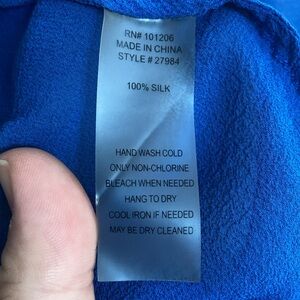 RN# 101206
MADE IN CHINA
STYLE # 27984
100% SILK
HAND WASH COLD
ONLY NON-CHLORINE
BLEACH WHEN NEEDED
HANG TO DRY
COOL IRON IF NEEDED
MAY BE DRY CLEANED